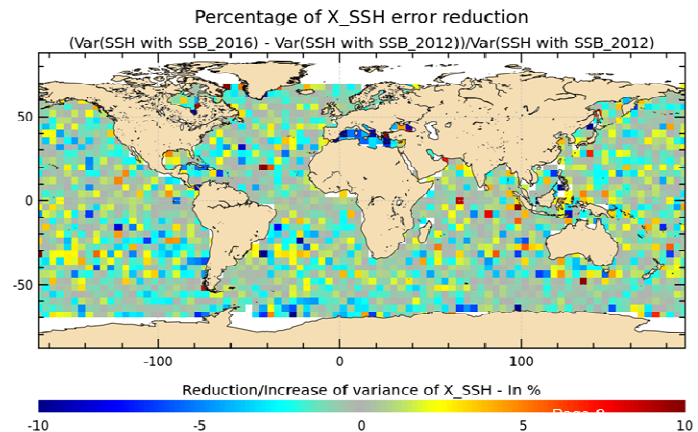 Percentage of X_SSH error reduction
(Var(SSH with SSB_2016) - Var(SSH with SSB_2012))/Var(SSH with SSB_2012)
50
0
-50
-100 0 100
Reduction/Increase of variance of X_SSH - In %
-10 -5 0 5 10